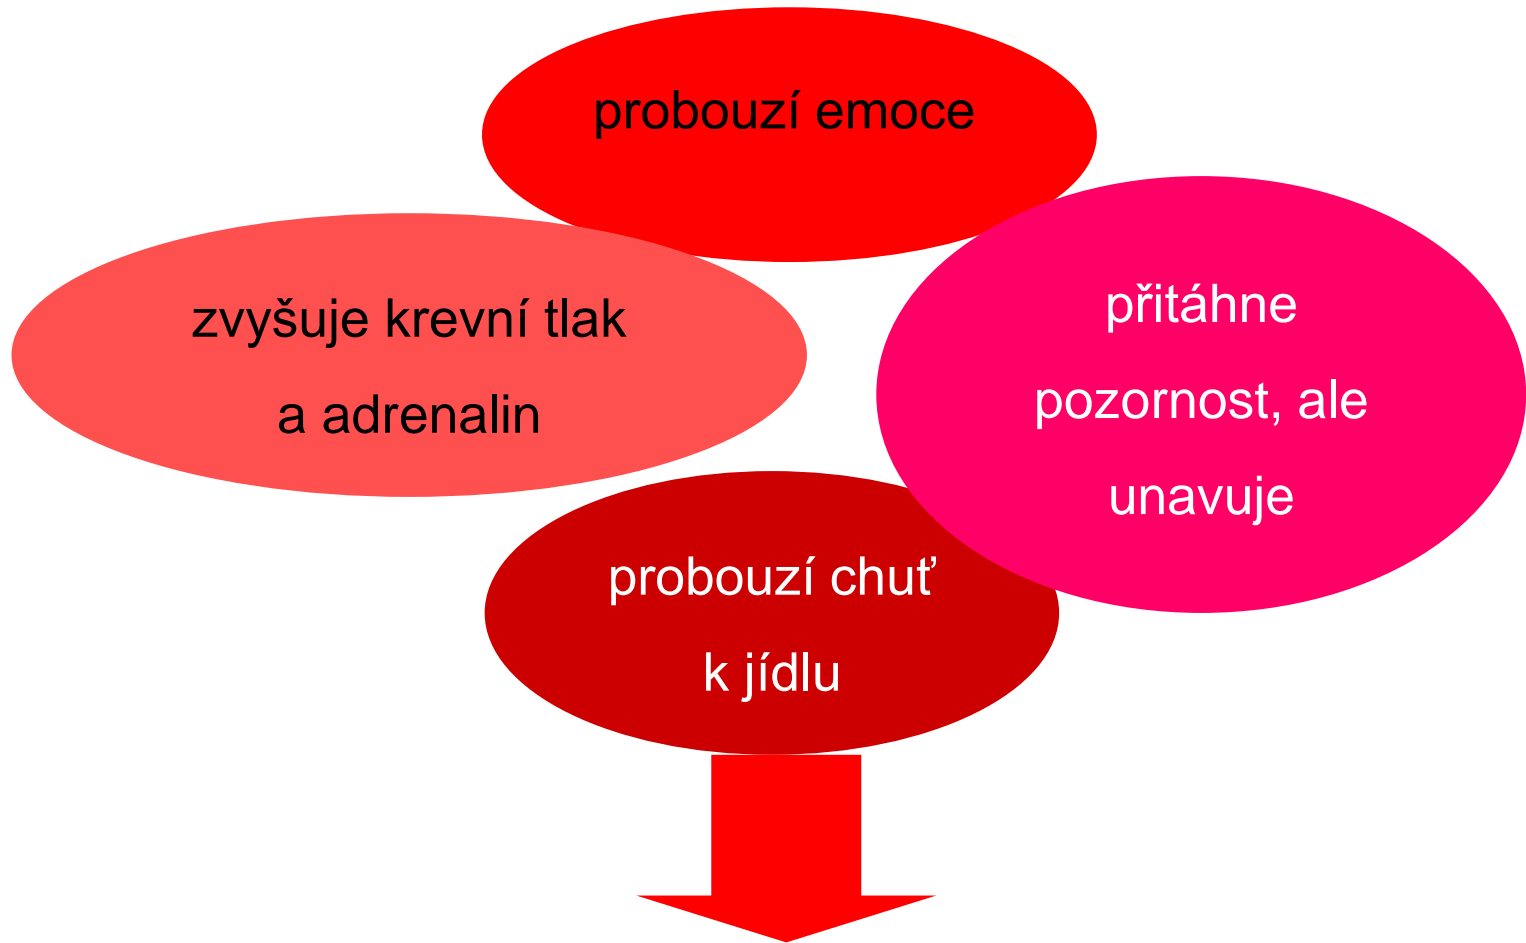 probouzí emoce
zvyšuje krevní tlak
a adrenalin
přitáhne
pozornost, ale
unavuje
probouzí chuť
k jídlu